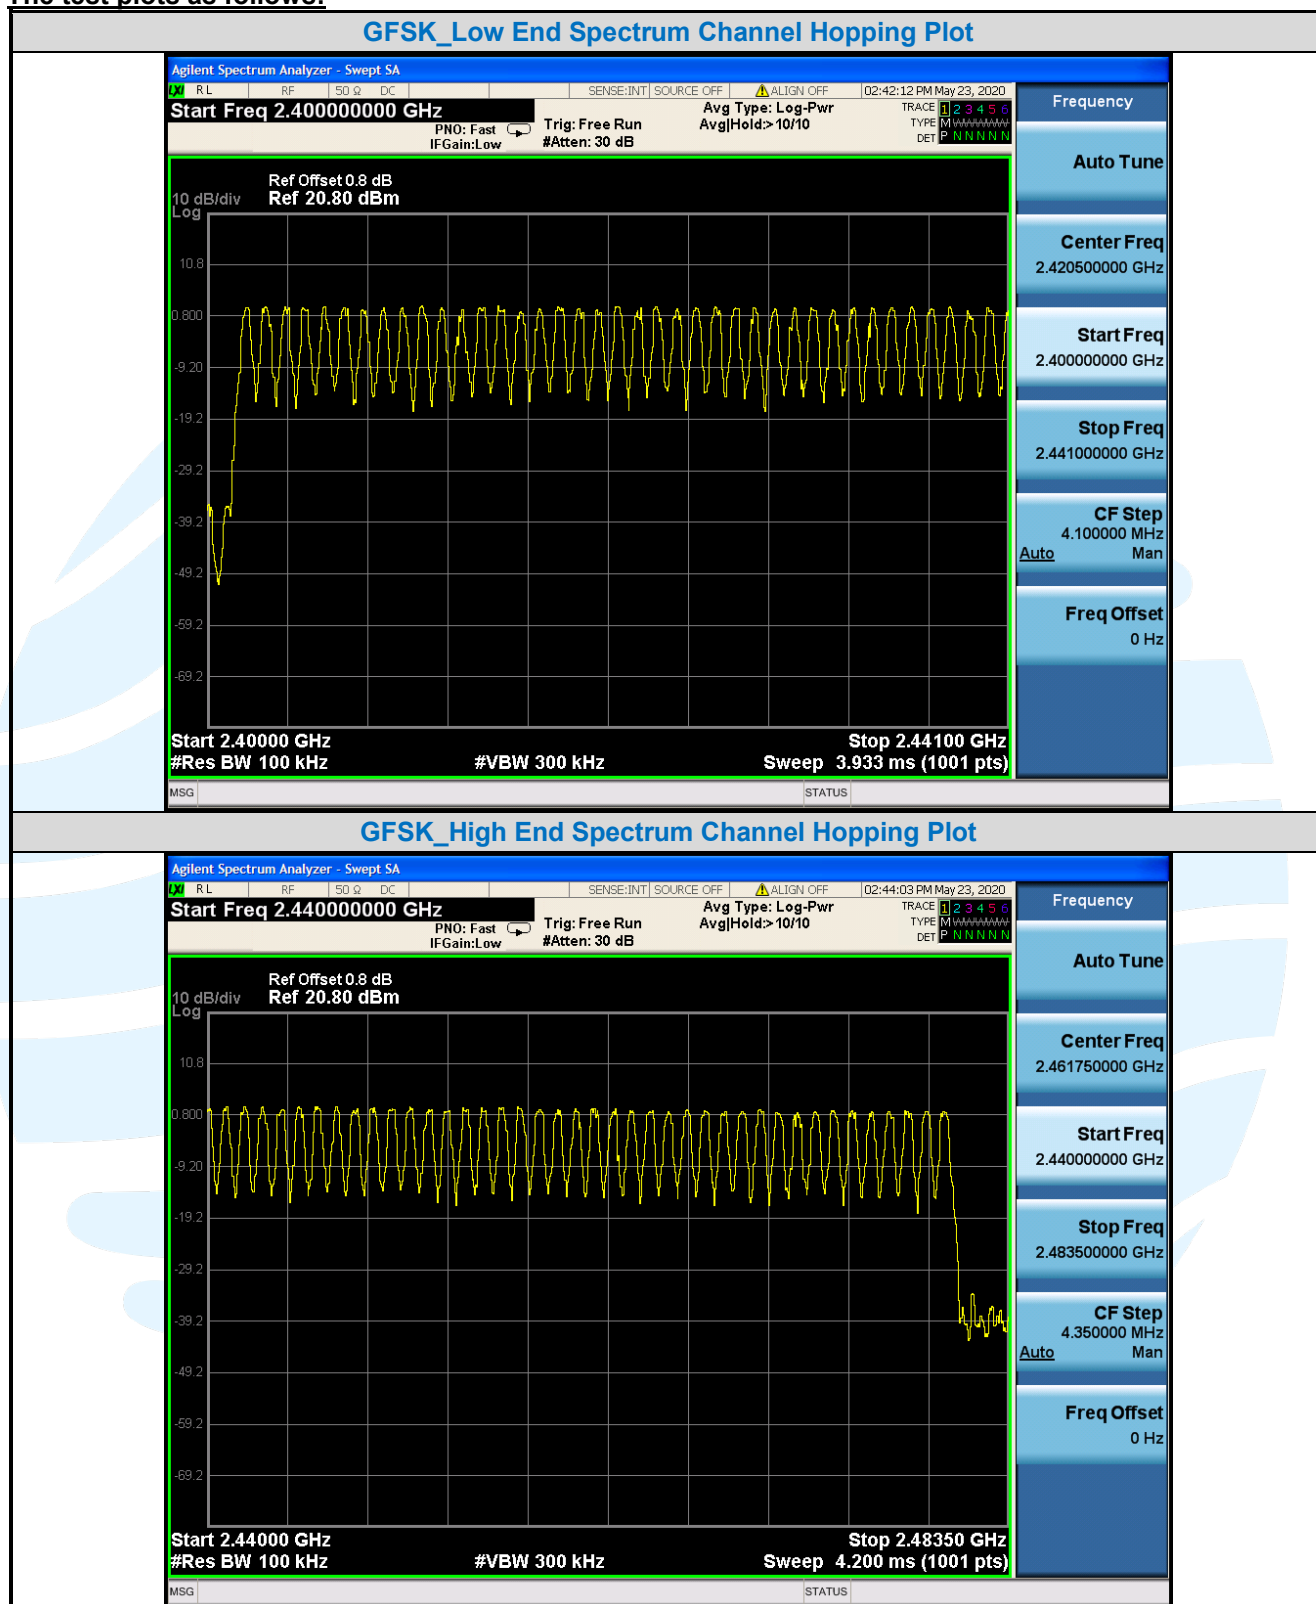 The test plots as follows:
GFSK_Low End Spectrum Channel Hopping Plot
Agilent Spectrum Analyzer - Swept SA
LXI RL RF 50 Ω DC SENSE:INT SOURCE OFF ALIGN OFF 02:42:12 PM May 23, 2020
Start Freq 2.400000000 GHz
PNO: Fast
IFGain:Low
Trig: Free Run
#Atten: 30 dB
Avg Type: Log-Pwr
Avg|Hold:> 10/10
TRACE 1 2 3 4 5 6
TYPE M
DET P N N N N N
Ref Offset 0.8 dB
10 dB/div Ref 20.80 dBm
Log
10.8
0.800
-9.20
-19.2
-29.2
-39.2
-49.2
-59.2
-69.2
Start 2.40000 GHz Stop 2.44100 GHz
#Res BW 100 kHz #VBW 300 kHz Sweep 3.933 ms (1001 pts)
MSG STATUS
Frequency
Auto Tune
Center Freq
2.420500000 GHz
Start Freq
2.400000000 GHz
Stop Freq
2.441000000 GHz
CF Step
4.100000 MHz
Auto Man
Freq Offset
0 Hz
GFSK_High End Spectrum Channel Hopping Plot
Agilent Spectrum Analyzer - Swept SA
LXI RL RF 50 Ω DC SENSE:INT SOURCE OFF ALIGN OFF 02:44:03 PM May 23, 2020
Start Freq 2.440000000 GHz
PNO: Fast
IFGain:Low
Trig: Free Run
#Atten: 30 dB
Avg Type: Log-Pwr
Avg|Hold:> 10/10
TRACE 1 2 3 4 5 6
TYPE M
DET P N N N N N
Ref Offset 0.8 dB
10 dB/div Ref 20.80 dBm
Log
10.8
0.800
-9.20
-19.2
-29.2
-39.2
-49.2
-59.2
-69.2
Start 2.44000 GHz Stop 2.48350 GHz
#Res BW 100 kHz #VBW 300 kHz Sweep 4.200 ms (1001 pts)
MSG STATUS
Frequency
Auto Tune
Center Freq
2.461750000 GHz
Start Freq
2.440000000 GHz
Stop Freq
2.483500000 GHz
CF Step
4.350000 MHz
Auto Man
Freq Offset
0 Hz